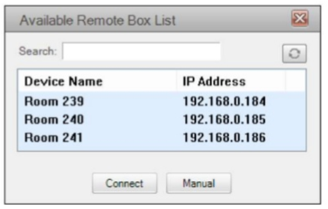 Available Remote Box List
Search:
Device Name IP Address
Room 239 192.168.0.184
Room 240 192.168.0.185
Room 241 192.168.0.186
Connect Manual